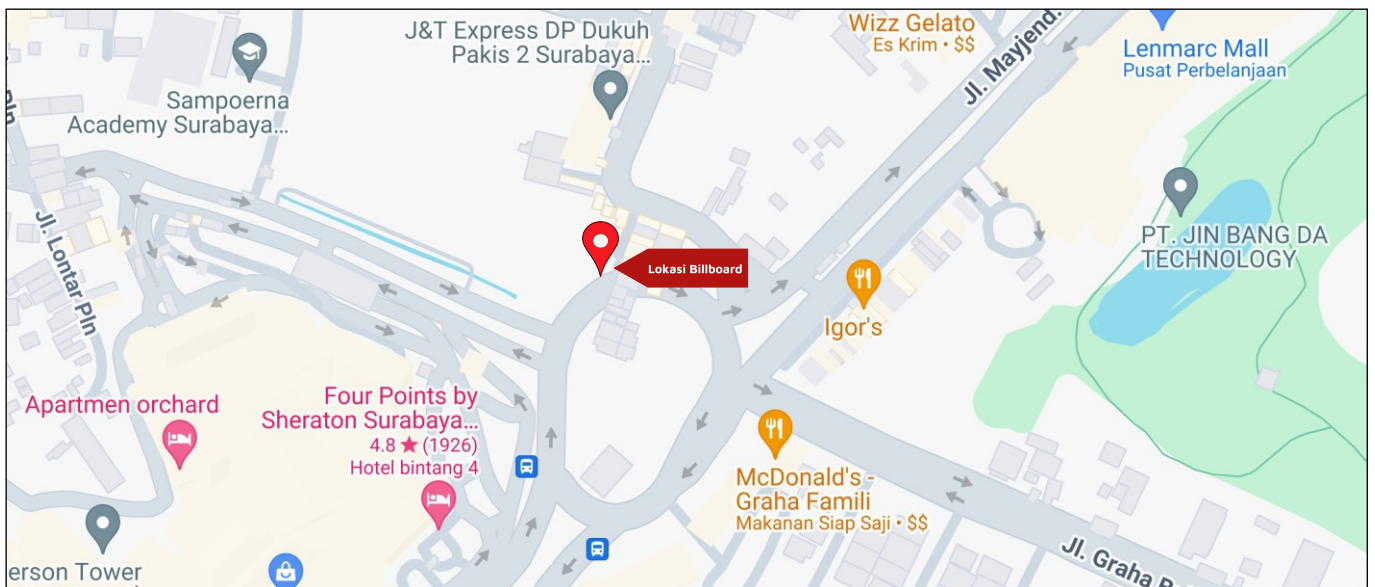 J&T Express DP Dukuh
Pakis 2 Surabaya...
Wizz Gelato
Es Krim • $$
Jl. Mayjend.
Lenmarc Mall
Pusat Perbelanjaan
Pln
Sampoerna
Academy Surabaya...
Jl. Lontar Pln
Lokasi Billboard
PT. JIN BANG DA
TECHNOLOGY
Igor's
Apartmen orchard
Four Points by
Sheraton Surabaya...
4.8 ★ (1926)
Hotel bintang 4
McDonald's -
Graha Famili
Makanan Siap Saji • $$
erson Tower
Jl. Graha